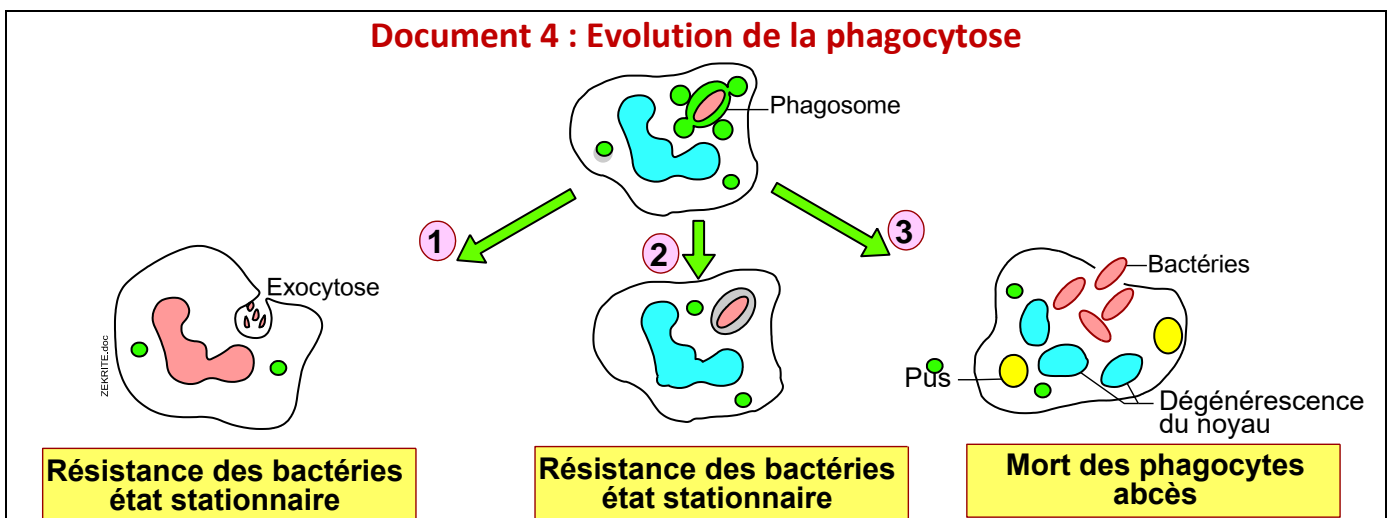 Document 4 : Evolution de la phagocytose
Phagosome
1
2
3
Exocytose
Bactéries
ZEKRITE.doc
Pus
Dégénérescence
du noyau
Résistance des bactéries
état stationnaire
Résistance des bactéries
état stationnaire
Mort des phagocytes
abcès